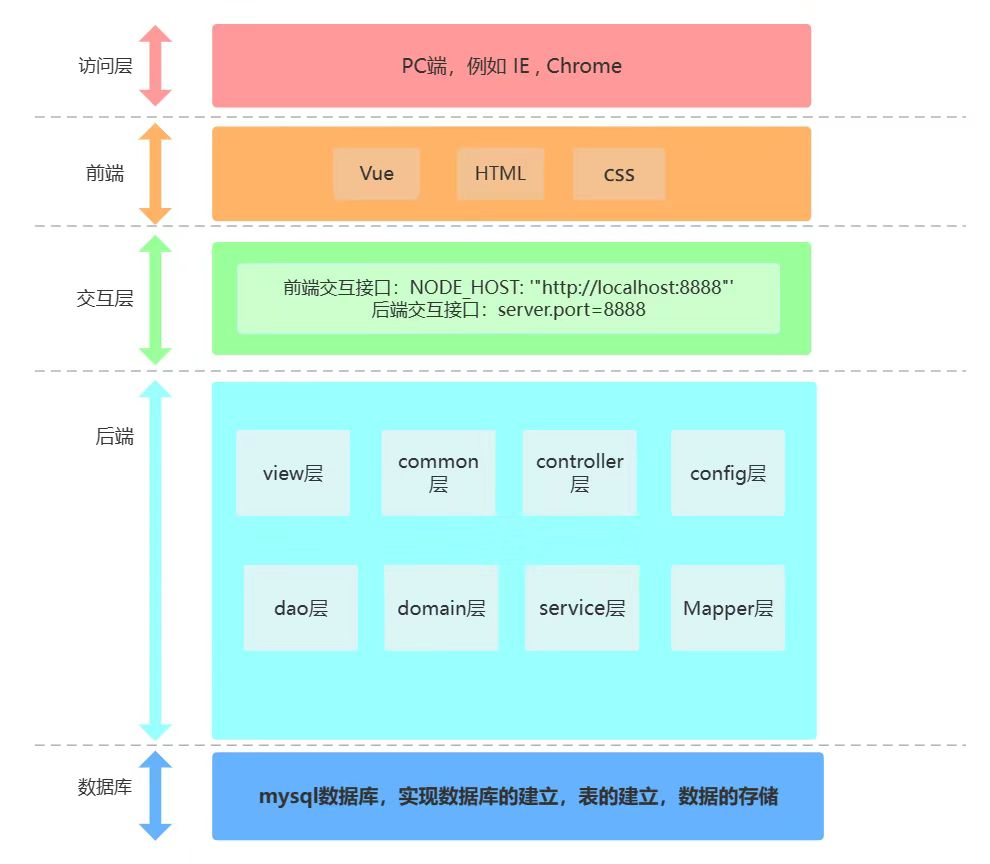 访问层
PC端，例如 IE , Chrome
前端
Vue
HTML
css
交互层
前端交互接口：NODE_HOST: '"http://localhost:8888"'
后端交互接口：server.port=8888
后端
view层
common
层
controller
层
config层
dao层
domain层
service层
Mapper层
数据库
mysql数据库，实现数据库的建立，表的建立，数据的存储